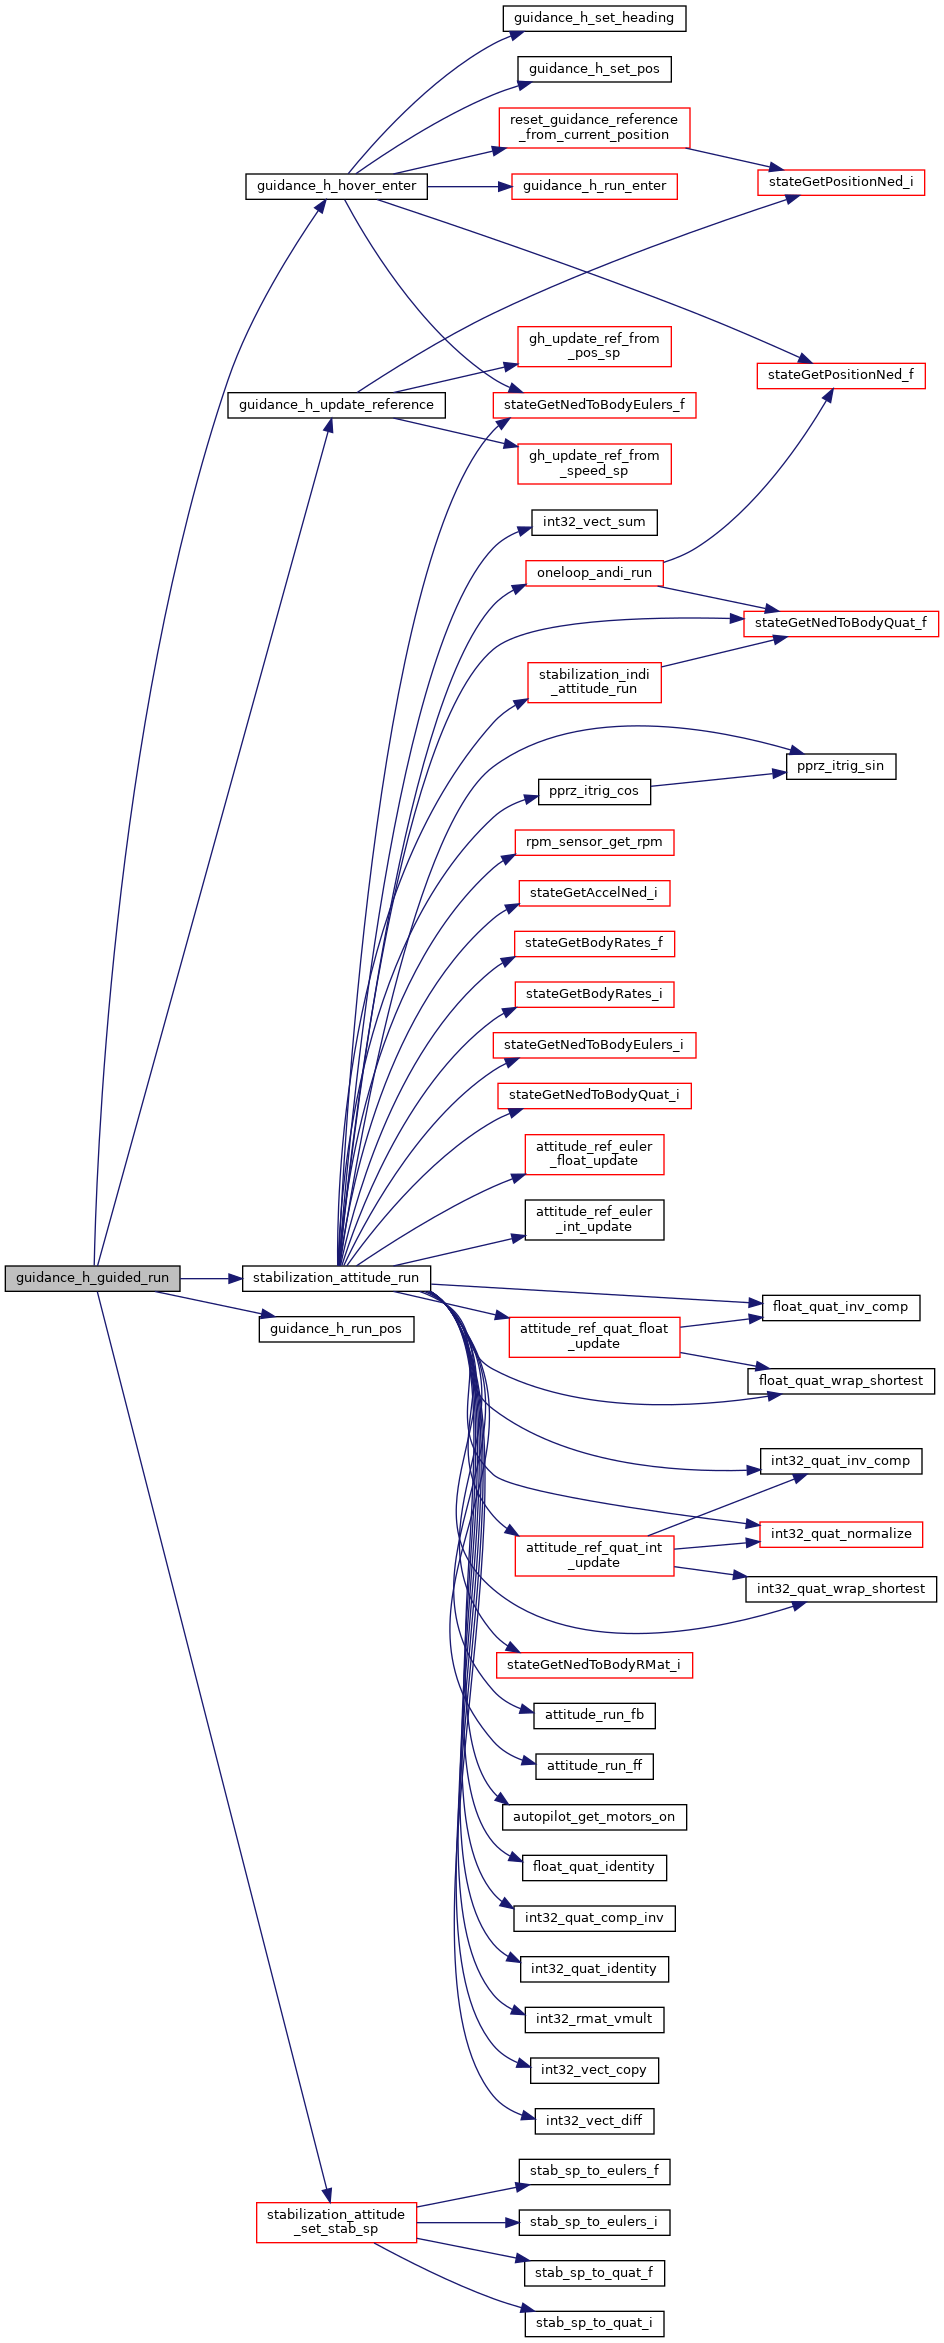 guidance_h_set_heading
guidance_h_set_pos
reset_guidance_reference
_from_current_position
stateGetPositionNed_i
guidance_h_hover_enter
guidance_h_run_enter
gh_update_ref_from
_pos_sp
stateGetPositionNed_f
guidance_h_update_reference
stateGetNedToBodyEulers_f
gh_update_ref_from
_speed_sp
int32_vect_sum
oneloop_andi_run
stateGetNedToBodyQuat_f
stabilization_indi
_attitude_run
pprz_itrig_sin
pprz_itrig_cos
rpm_sensor_get_rpm
stateGetAccelNed_i
stateGetBodyRates_f
stateGetBodyRates_i
stateGetNedToBodyEulers_i
stateGetNedToBodyQuat_i
attitude_ref_euler
_float_update
attitude_ref_euler
_int_update
guidance_h_guided_run
stabilization_attitude_run
float_quat_inv_comp
guidance_h_run_pos
attitude_ref_quat_float
_update
float_quat_wrap_shortest
int32_quat_inv_comp
int32_quat_normalize
attitude_ref_quat_int
_update
int32_quat_wrap_shortest
stateGetNedToBodyRMat_i
attitude_run_fb
attitude_run_ff
autopilot_get_motors_on
float_quat_identity
int32_quat_comp_inv
int32_quat_identity
int32_rmat_vmult
int32_vect_copy
int32_vect_diff
stab_sp_to_eulers_f
stabilization_attitude
_set_stab_sp
stab_sp_to_eulers_i
stab_sp_to_quat_f
stab_sp_to_quat_i